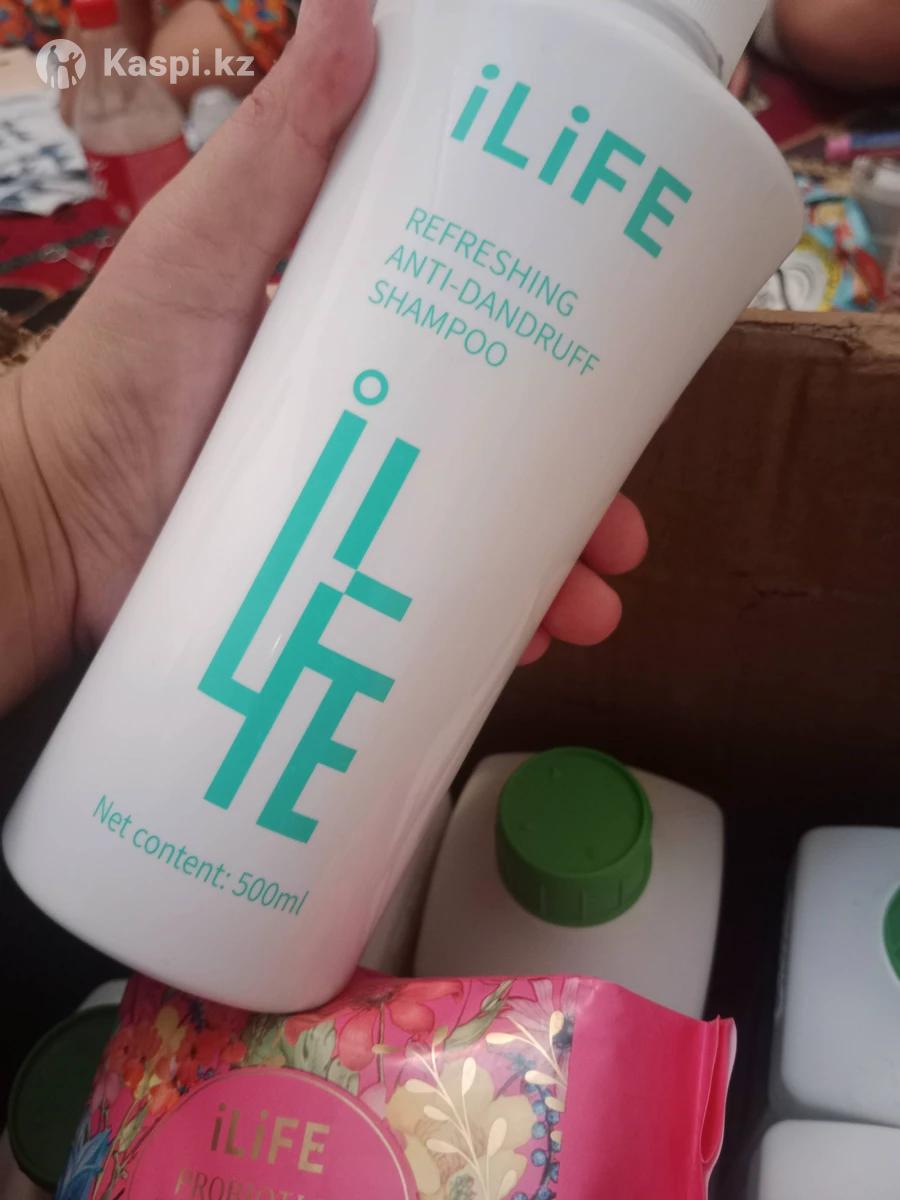 Kaspi.kz
iLiFE
REFRESHING
ANTI-DANDRUFF
SHAMPOO
iLiFE
Net content: 500ml
iLiFE